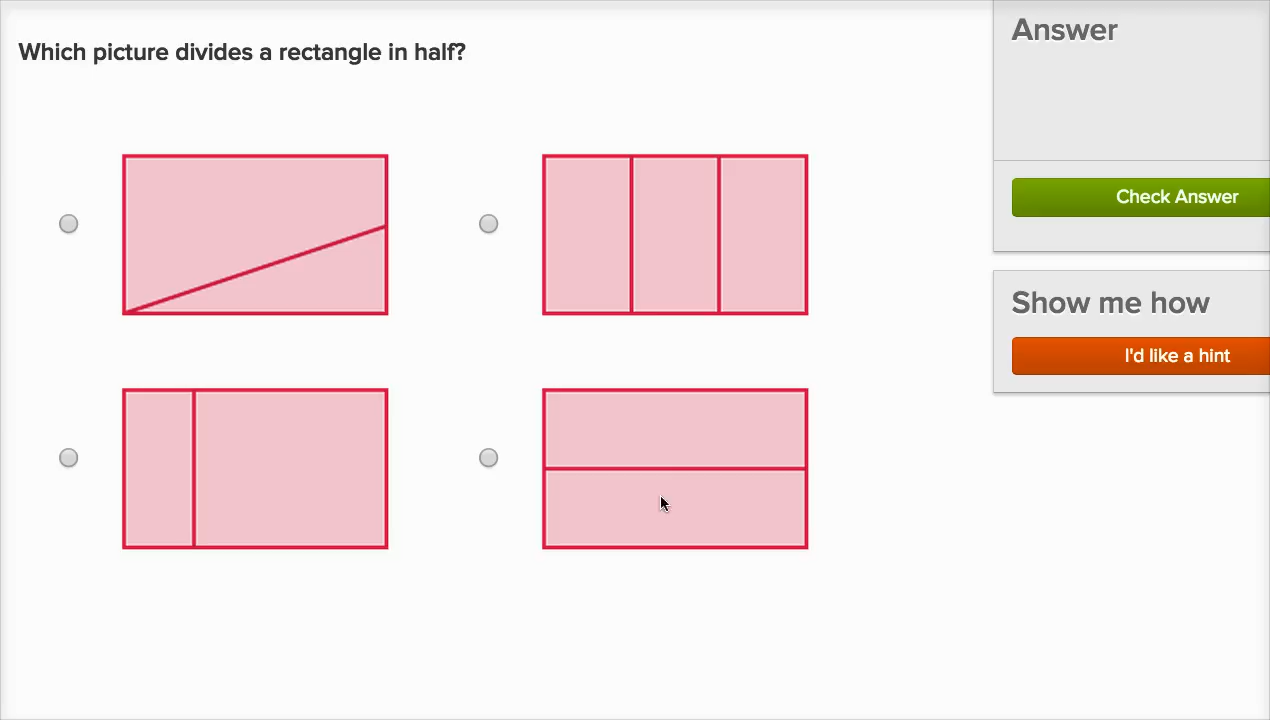 Which picture divides a rectangle in half?
Answer
Check Answer
Show me how
I'd like a hint